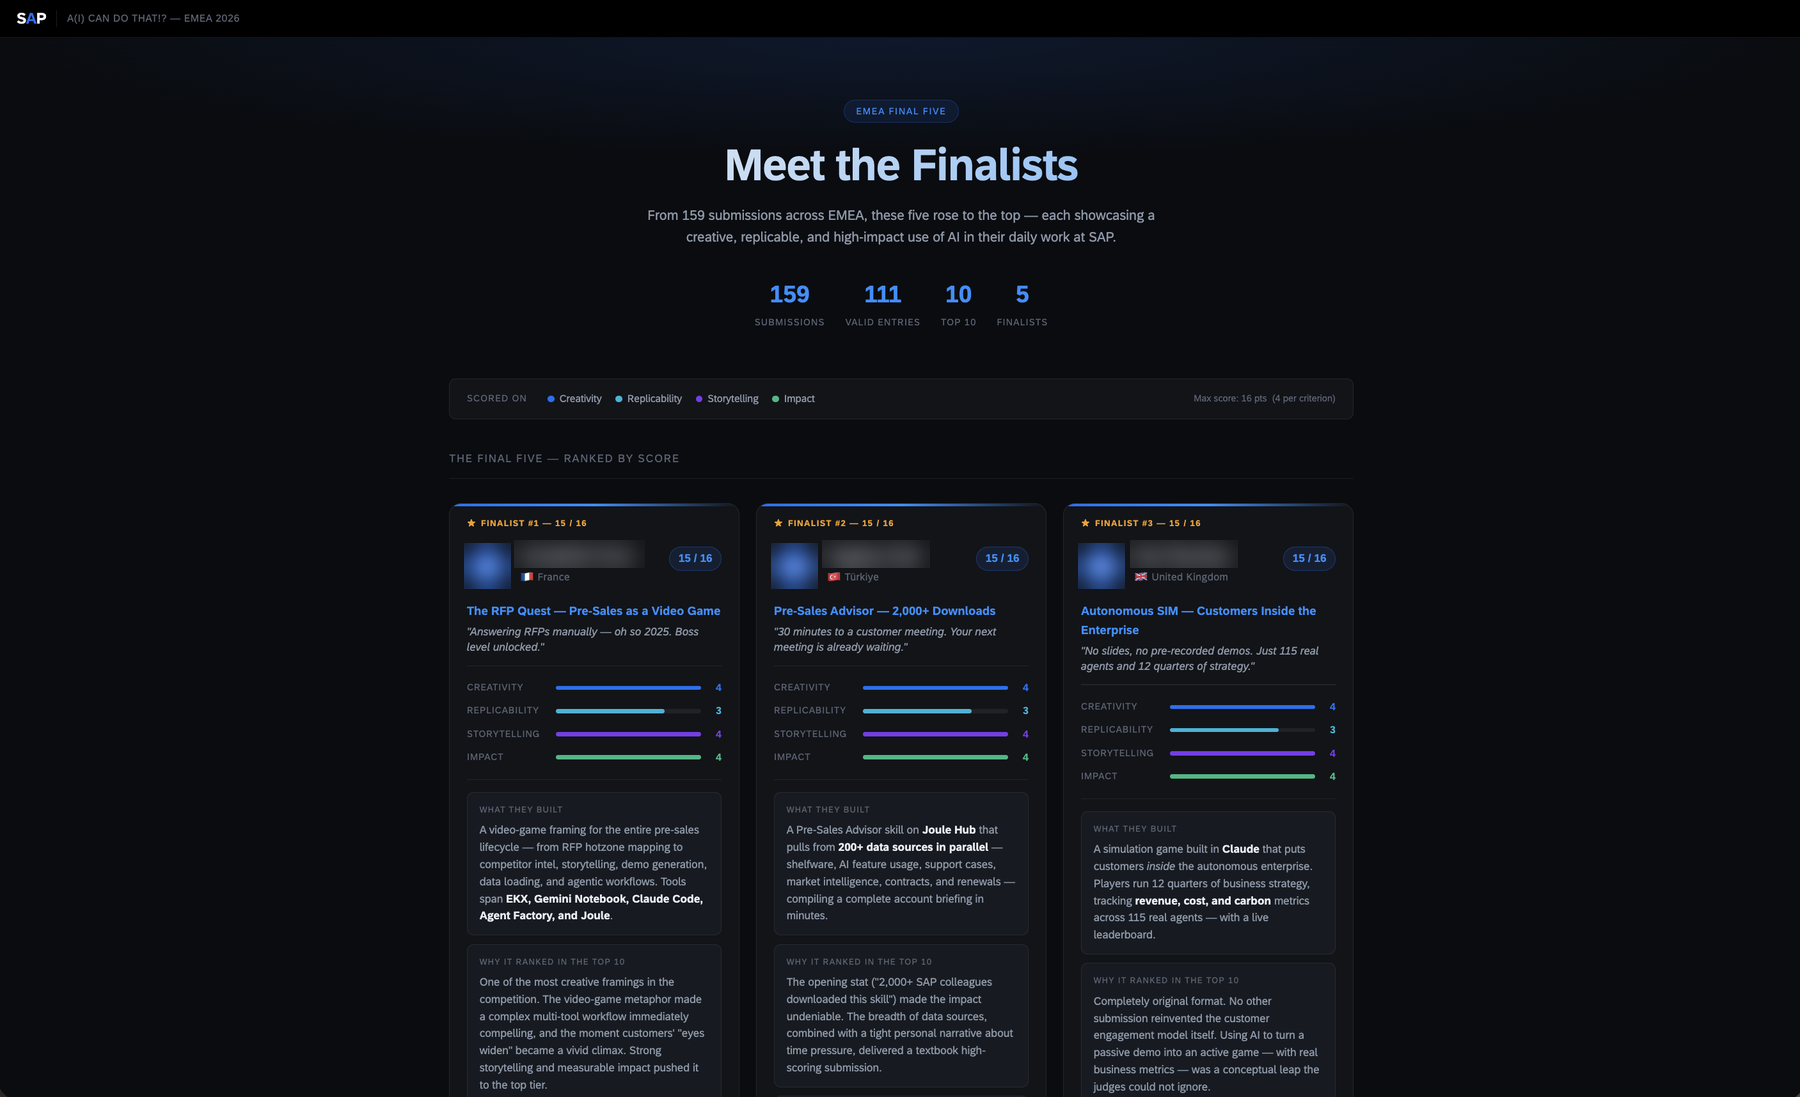 SAP
A(I) CAN DO THAT!? — EMEA 2026
EMEA FINAL FIVE
Meet the Finalists
From 159 submissions across EMEA, these five rose to the top — each showcasing a
creative, replicable, and high-impact use of AI in their daily work at SAP.
159 111 10 5
SUBMISSIONS VALID ENTRIES TOP 10 FINALISTS
SCORED ON Creativity Replicability Storytelling Impact Max score: 16 pts (4 per criterion)
THE FINAL FIVE — RANKED BY SCORE
★ FINALIST #1 — 15 / 16
15 / 16
France
The RFP Quest — Pre-Sales as a Video Game
"Answering RFPs manually — oh so 2025. Boss
level unlocked."
CREATIVITY 4
REPLICABILITY 3
STORYTELLING 4
IMPACT 4
WHAT THEY BUILT
A video-game framing for the entire pre-sales
lifecycle — from RFP hotzone mapping to
competitor intel, storytelling, demo generation,
data loading, and agentic workflows. Tools
span EKX, Gemini Notebook, Claude Code,
Agent Factory, and Joule.
WHY IT RANKED IN THE TOP 10
One of the most creative framings in the
competition. The video-game metaphor made
a complex multi-tool workflow immediately
compelling, and the moment customers' "eyes
widen" became a vivid climax. Strong
storytelling and measurable impact pushed it
to the top tier.
★ FINALIST #2 — 15 / 16
15 / 16
Türkiye
Pre-Sales Advisor — 2,000+ Downloads
"30 minutes to a customer meeting. Your next
meeting is already waiting."
CREATIVITY 4
REPLICABILITY 3
STORYTELLING 4
IMPACT 4
WHAT THEY BUILT
A Pre-Sales Advisor skill on Joule Hub that
pulls from 200+ data sources in parallel —
shelfware, AI feature usage, support cases,
market intelligence, contracts, and renewals —
compiling a complete account briefing in
minutes.
WHY IT RANKED IN THE TOP 10
The opening stat ("2,000+ SAP colleagues
downloaded this skill") made the impact
undeniable. The breadth of data sources,
combined with a tight personal narrative about
time pressure, delivered a textbook high-
scoring submission.
★ FINALIST #3 — 15 / 16
15 / 16
United Kingdom
Autonomous SIM — Customers Inside the
Enterprise
"No slides, no pre-recorded demos. Just 115 real
agents and 12 quarters of strategy."
CREATIVITY 4
REPLICABILITY 3
STORYTELLING 4
IMPACT 4
WHAT THEY BUILT
A simulation game built in Claude that puts
customers inside the autonomous enterprise.
Players run 12 quarters of business strategy,
tracking revenue, cost, and carbon metrics
across 115 real agents — with a live
leaderboard.
WHY IT RANKED IN THE TOP 10
Completely original format. No other
submission reinvented the customer
engagement model itself. Using AI to turn a
passive demo into an active game — with real
business metrics — was a conceptual leap the
judges could not ignore.